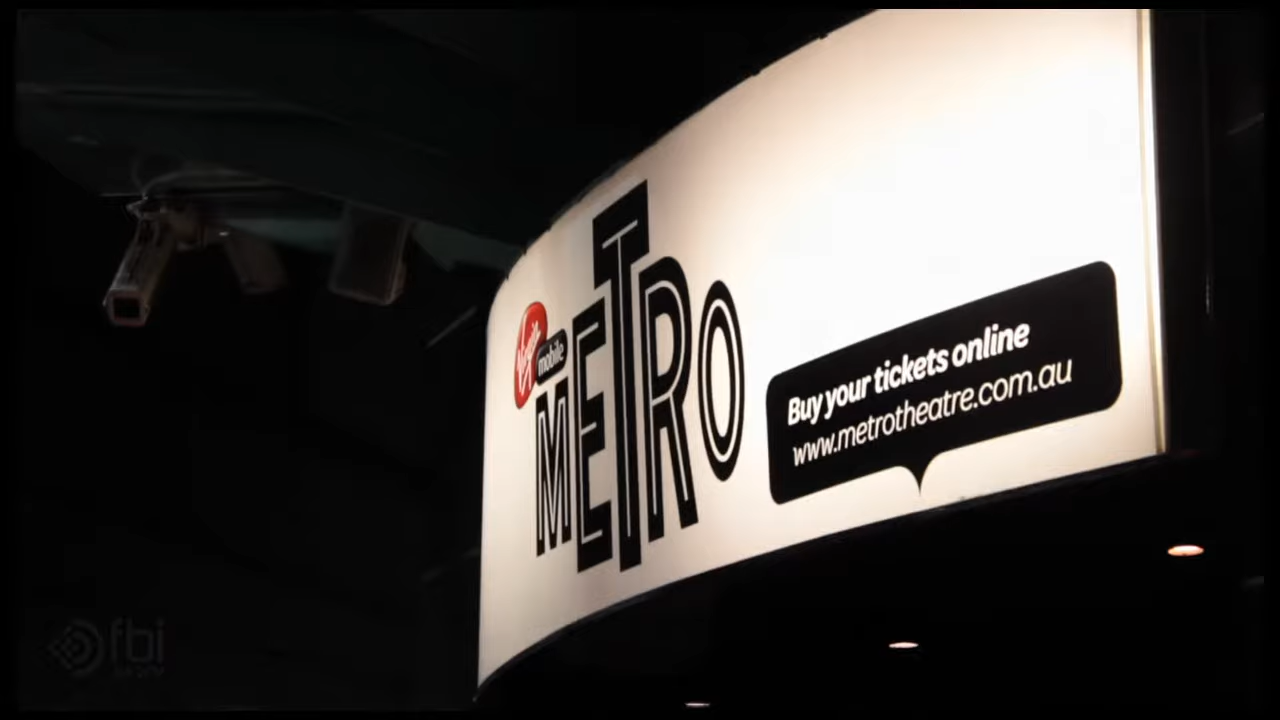 Virgin
mobile
METRO
Buy your tickets online
www.metrotheatre.com.au
fbi